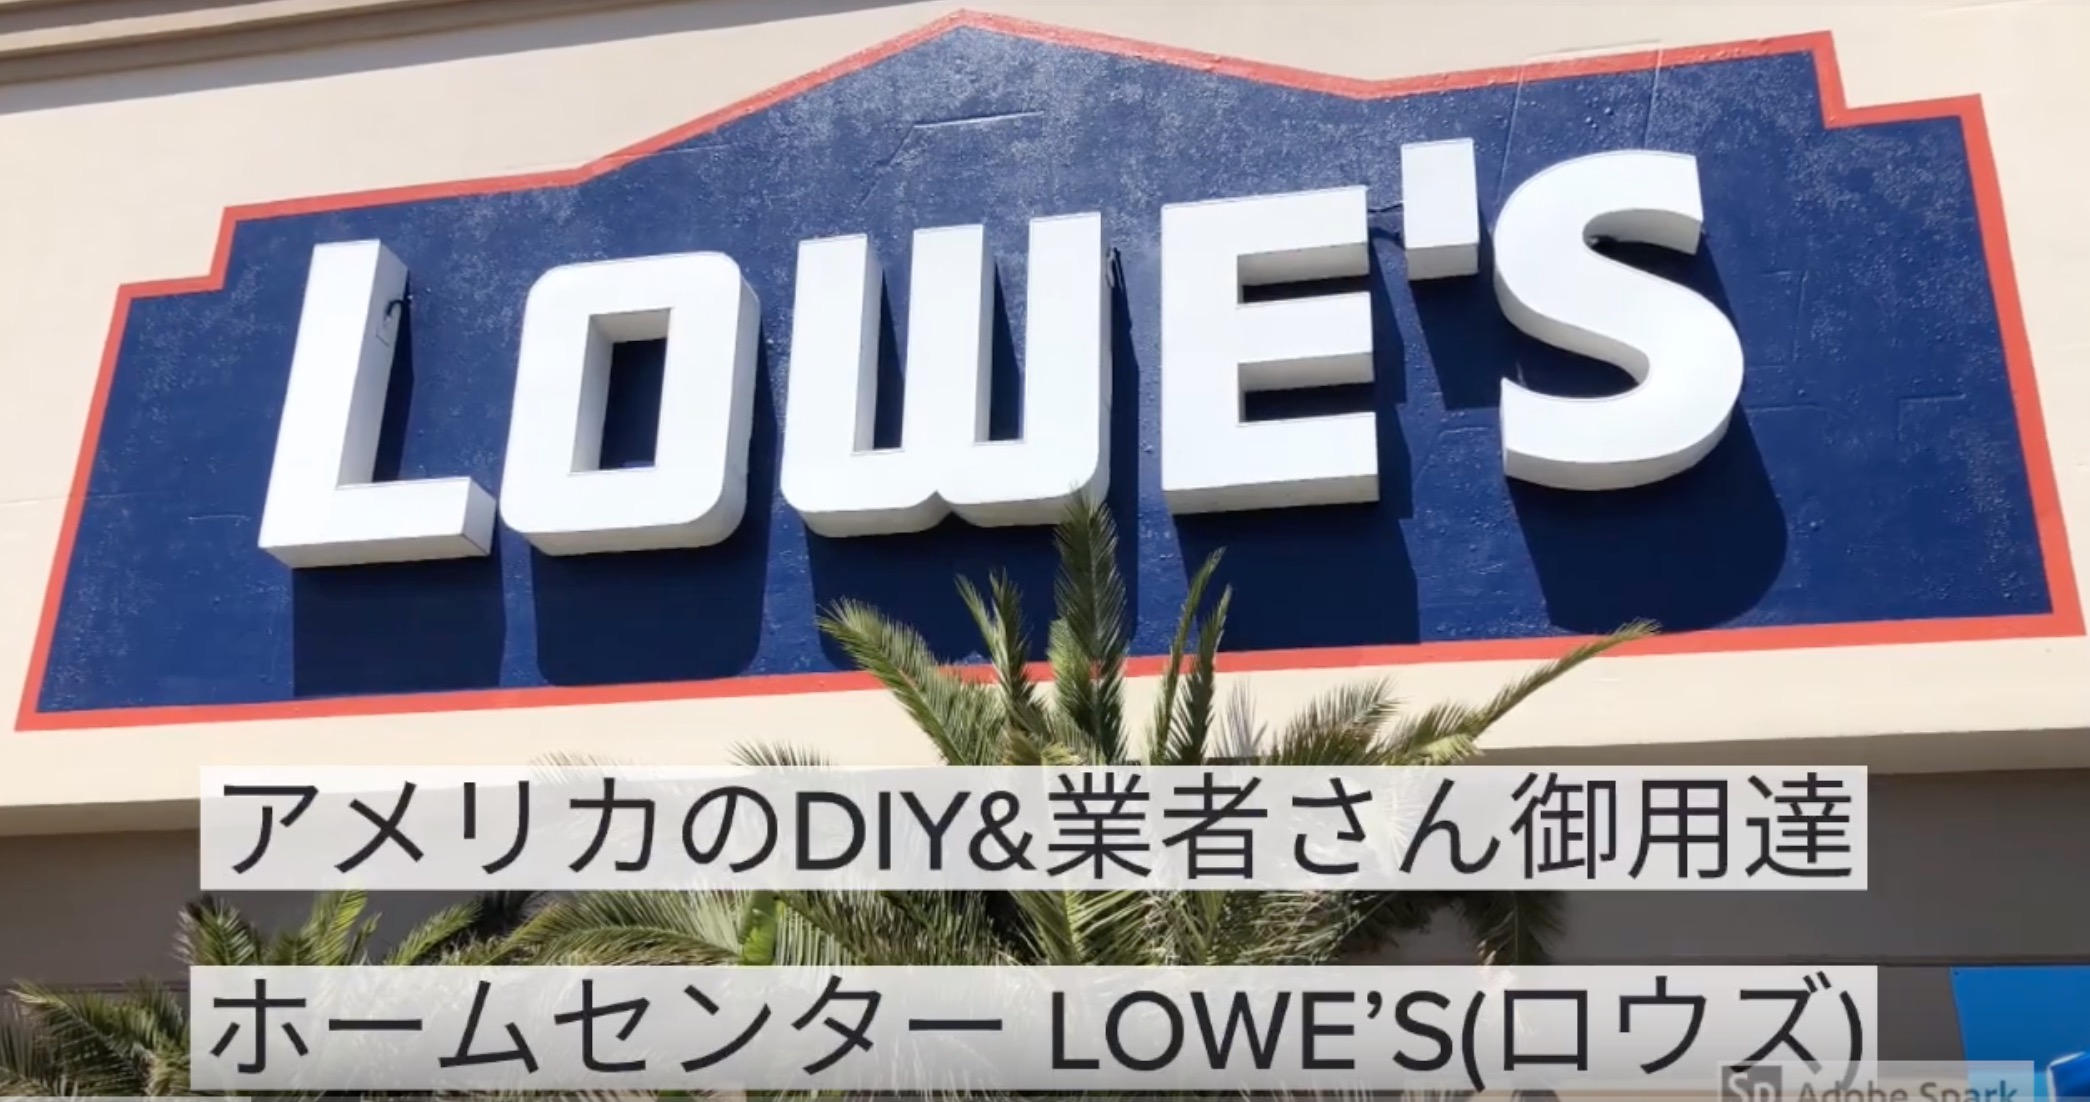 LOWE'S
アメリカのDIY&業者さん御用達
ホームセンター LOWE’S(ロウズ)
Sp Adobe Spark